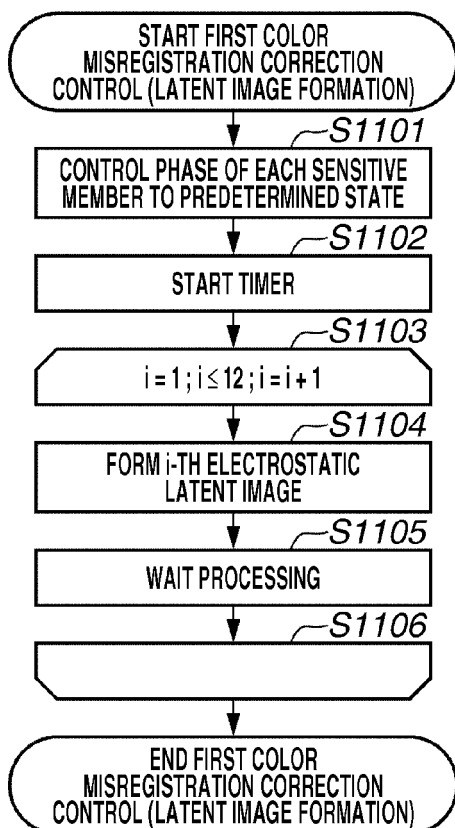 START FIRST COLOR
MISREGISTRATION CORRECTION
CONTROL (LATENT IMAGE FORMATION)
S1101
CONTROL PHASE OF EACH SENSITIVE
MEMBER TO PREDETERMINED STATE
S1102
START TIMER
S1103
i = 1 ; i ≤ 12 ; i = i + 1
S1104
FORM i-TH ELECTROSTATIC
LATENT IMAGE
S1105
WAIT PROCESSING
S1106
END FIRST COLOR
MISREGISTRATION CORRECTION
CONTROL (LATENT IMAGE FORMATION)